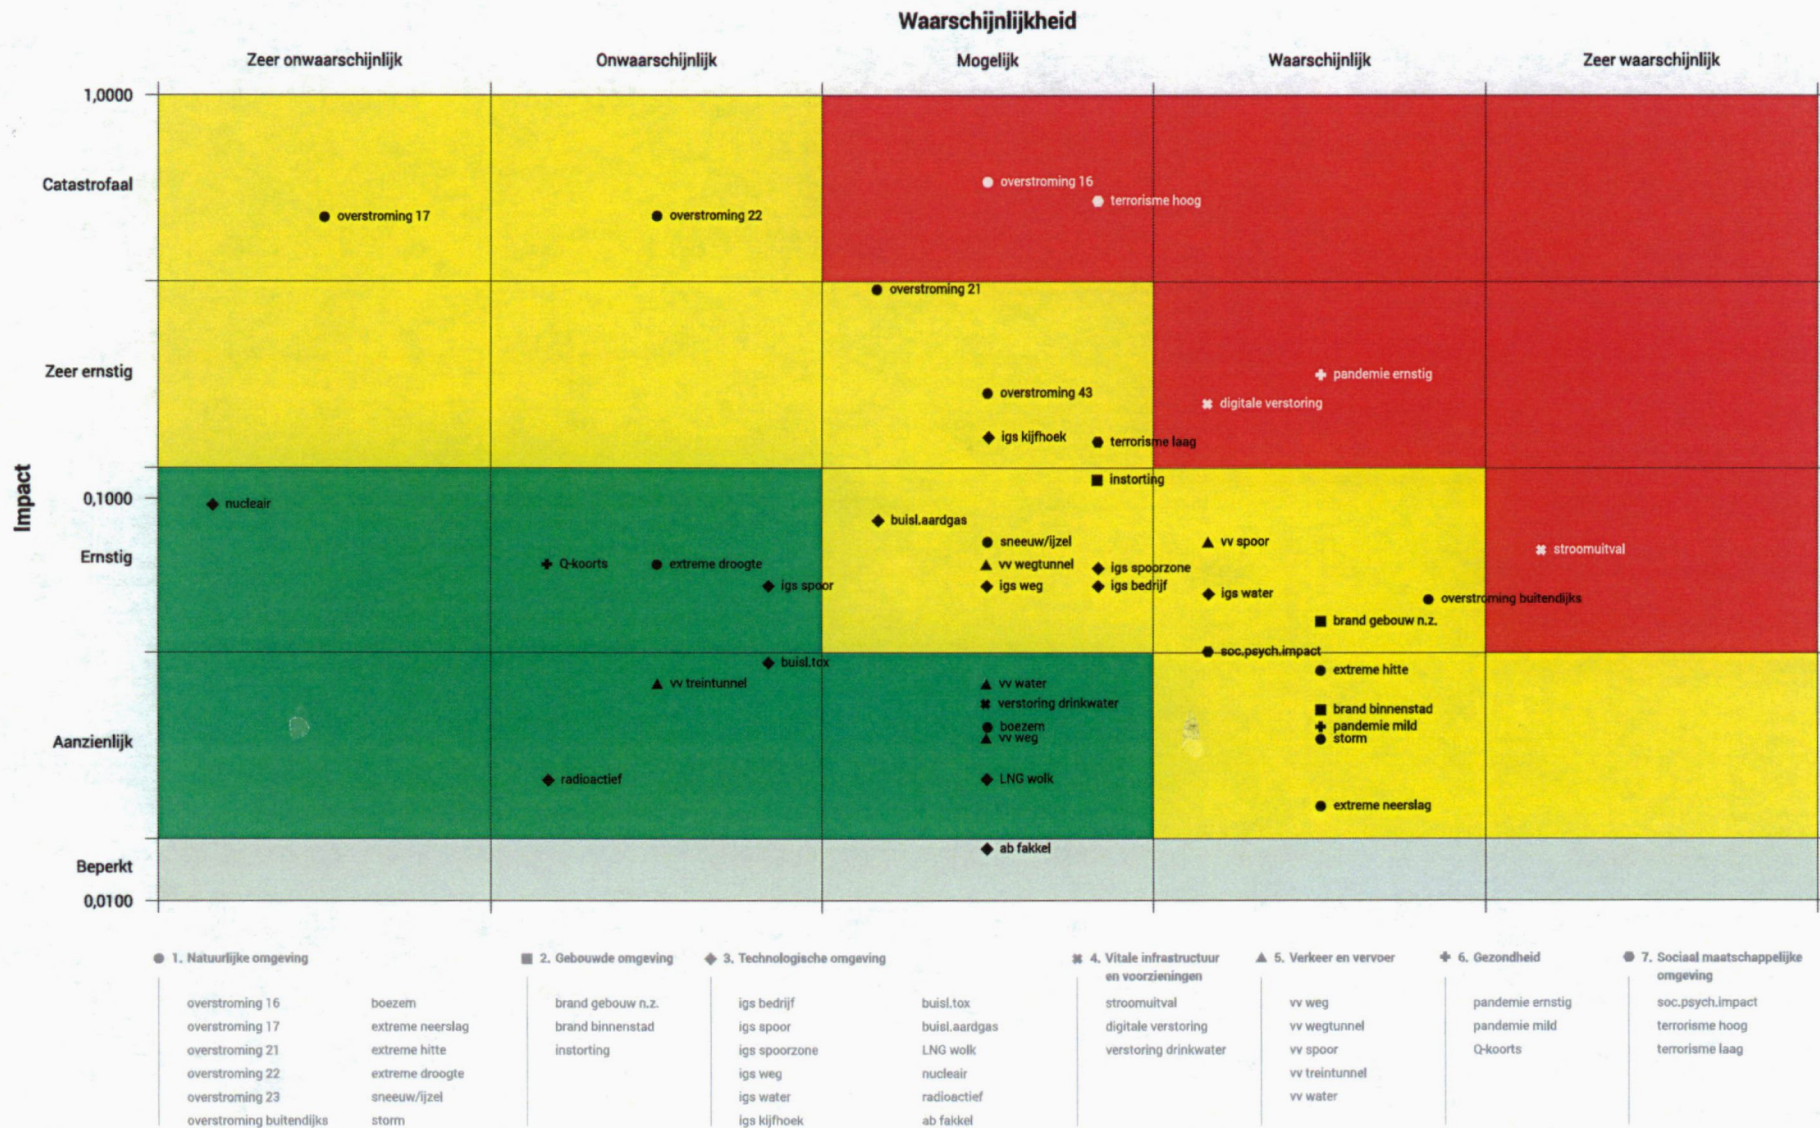 Waarschijnlijkheid
Zeer onwaarschijnlijk
Onwaarschijnlijk
Mogelijk
Waarschijnlijk
Zeer waarschijnlijk
Impact
1,0000
Catastrofaal
Zeer ernstig
0,1000
Ernstig
Aanzienlijk
Beperkt
0,0100
overstroming 16
terrorisme hoog
overstroming 17
overstroming 22
overstroming 21
pandemie ernstig
overstroming 43
digitale verstoring
igs kijfhoek
terrorisme laag
instorting
nucleair
buisl.aardgas
sneeuw/ijzel
vv spoor
stroomuitval
Q-koorts
extreme droogte
vv wegtunnel
igs spoorzone
igs spoor
igs weg
igs bedrijf
igs water
overstroming buitendijks
brand gebouw n.z.
soc.psych.impact
buisl.tox
extreme hitte
vv treintunnel
vv water
verstoring drinkwater
brand binnenstad
boezem
pandemie mild
vv weg
storm
radioactief
LNG wolk
extreme neerslag
ab fakkel
1. Natuurlijke omgeving
overstroming 16
overstroming 17
overstroming 21
overstroming 22
overstroming 23
overstroming buitendijks
boezem
extreme neerslag
extreme hitte
extreme droogte
sneeuw/ijzel
storm
2. Gebouwde omgeving
brand gebouw n.z.
brand binnenstad
instorting
3. Technologische omgeving
igs bedrijf
igs spoor
igs spoorzone
igs weg
igs water
igs kijfhoek
buisl.tox
buisl.aardgas
LNG wolk
nucleair
radioactief
ab fakkel
4. Vitale infrastructuur
en voorzieningen
stroomuitval
digitale verstoring
verstoring drinkwater
5. Verkeer en vervoer
vv weg
vv wegtunnel
vv spoor
vv treintunnel
vv water
6. Gezondheid
pandemie ernstig
pandemie mild
Q-koorts
7. Sociaal maatschappelijke
omgeving
soc.psych.impact
terrorisme hoog
terrorisme laag